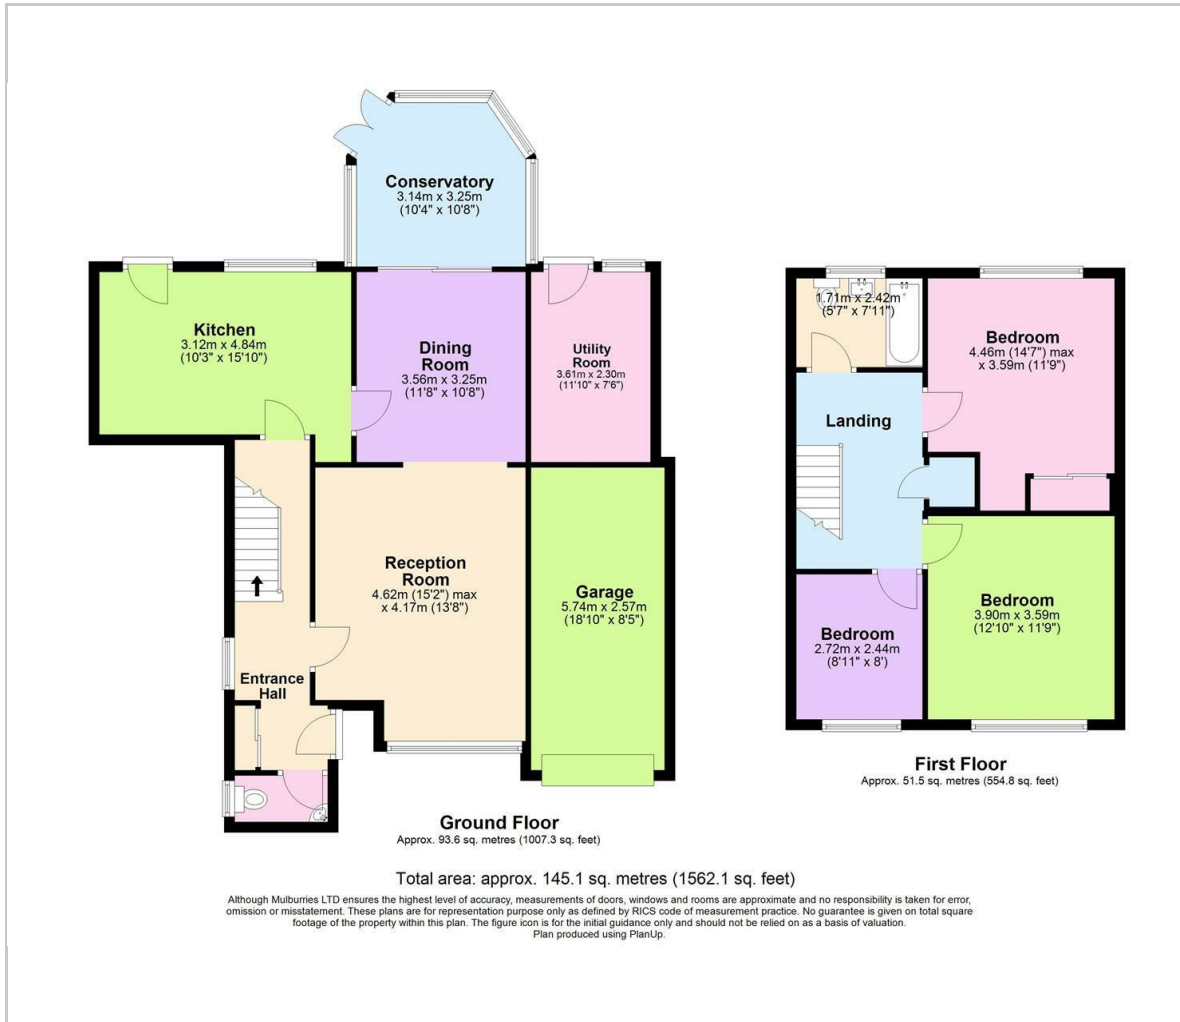 Conservatory
3.14m x 3.25m
(10'4" x 10'8")
Kitchen
3.12m x 4.84m
(10'3" x 15'10")
Dining
Room
3.56m x 3.25m
(11'8" x 10'8")
Utility
Room
3.61m x 2.30m
(11'10" x 7'6")
Reception
Room
4.62m (15'2") max
x 4.17m (13'8")
Garage
5.74m x 2.57m
(18'10" x 8'5")
Entrance
Hall
Ground Floor
Approx. 93.6 sq. metres (1007.3 sq. feet)
1.71m x 2.42m
(5'7" x 7'11")
Bedroom
4.46m (14'7") max
x 3.59m (11'9")
Landing
Bedroom
3.90m x 3.59m
(12'10" x 11'9")
Bedroom
2.72m x 2.44m
(8'11" x 8')
First Floor
Approx. 51.5 sq. metres (554.8 sq. feet)
Total area: approx. 145.1 sq. metres (1562.1 sq. feet)
Although Mulburries LTD ensures the highest level of accuracy, measurements of doors, windows and rooms are approximate and no responsibility is taken for error,
omission or misstatement. These plans are for representation purpose only as defined by RICS code of measurement practice. No guarantee is given on total square
footage of the property within this plan. The figure icon is for the initial guidance only and should not be relied on as a basis of valuation.
Plan produced using PlanUp.